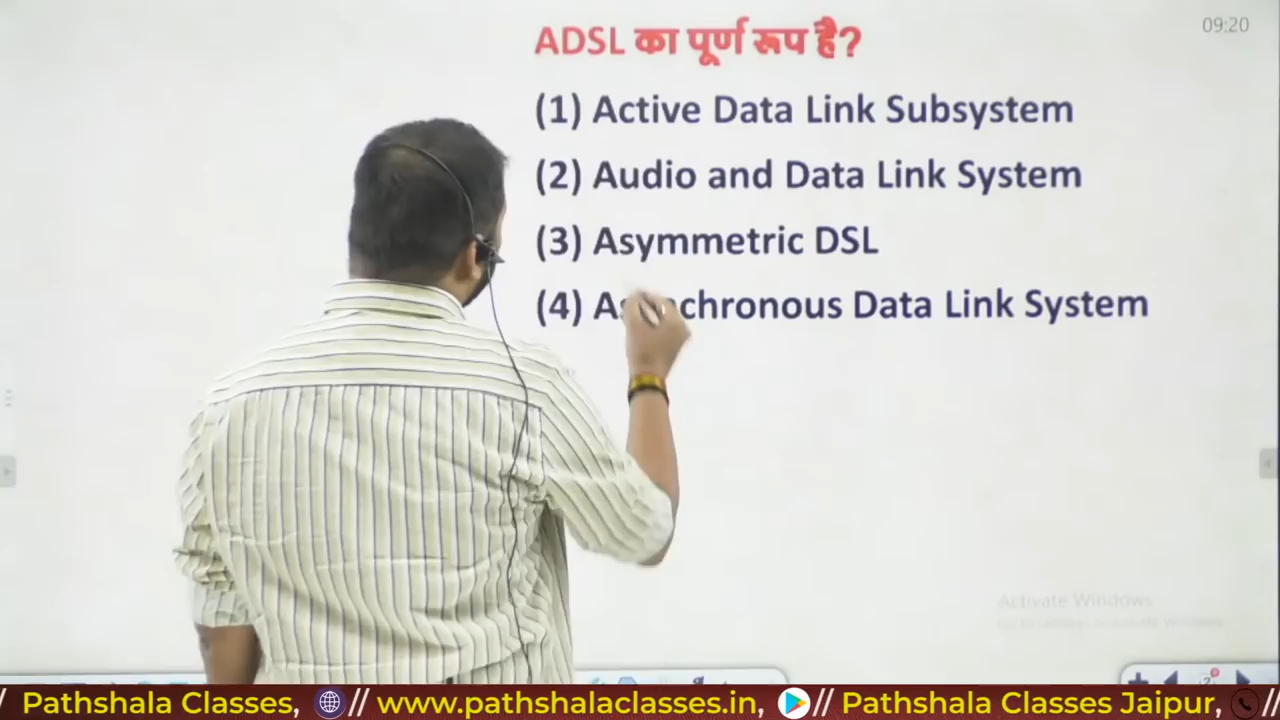 09:20
ADSL का पूर्ण रूप है?
(1) Active Data Link Subsystem
(2) Audio and Data Link System
(3) Asymmetric DSL
(4) Data Link System
Activate Windows
// Pathshala Classes, // www.pathshalaclasses.in, // Pathshala Classes Jaipur, //